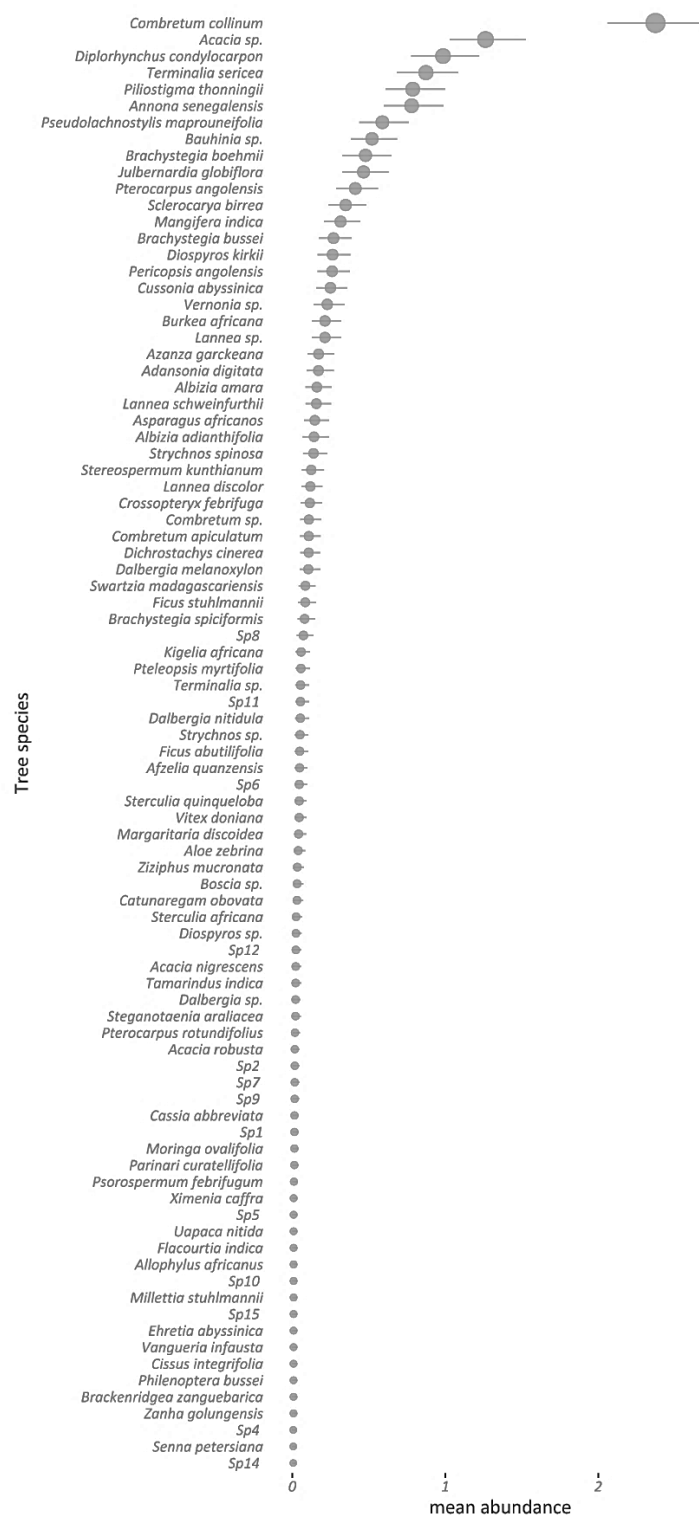 Combretum collinum
Acacia sp.
Diplorhynchus condylocarpon
Terminalia sericea
Piliostigma thonningii
Annona senegalensis
Pseudolachnostylis maprouneifolia
Bauhinia sp.
Brachystegia boehmii
Julbernardia globiflora
Pterocarpus angolensis
Sclerocarya birrea
Mangifera indica
Brachystegia bussei
Diospyros kirkii
Pericopsis angolensis
Cussonia abyssinica
Vernonia sp.
Burkea africana
Lannea sp.
Azanza garckeana
Adansonia digitata
Albizia amara
Lannea schweinfurthii
Asparagus africanos
Albizia adianthifolia
Strychnos spinosa
Stereospermum kunthianum
Lannea discolor
Crossopteryx febrifuga
Combretum sp.
Combretum apiculatum
Dichrostachys cinerea
Dalbergia melanoxylon
Swartzia madagascariensis
Ficus stuhlmannii
Brachystegia spiciformis
Sp8
Kigelia africana
Pteleopsis myrtifolia
Terminalia sp.
Sp11
Dalbergia nitidula
Strychnos sp.
Ficus abutilifolia
Afzelia quanzensis
Sp6
Sterculia quinqueloba
Vitex doniana
Margaritaria discoidea
Aloe zebrina
Ziziphus mucronata
Boscia sp.
Catunaregam obovata
Sterculia africana
Diospyros sp.
Sp12
Acacia nigrescens
Tamarindus indica
Dalbergia sp.
Steganotaenia araliacea
Pterocarpus rotundifolius
Acacia robusta
Sp2
Sp7
Sp9
Cassia abbreviata
Sp1
Moringa ovalifolia
Parinari curatellifolia
Psorospermum febrifugum
Ximenia caffra
Sp5
Uapaca nitida
Flacourtia indica
Allophylus africanus
Sp10
Millettia stuhlmannii
Sp15
Ehretia abyssinica
Vangueria infausta
Cissus integrifolia
Philenoptera bussei
Brackenridgea zanguebarica
Zanha golungensis
Sp4
Senna petersiana
Sp14
Tree species
0 1 2
mean abundance